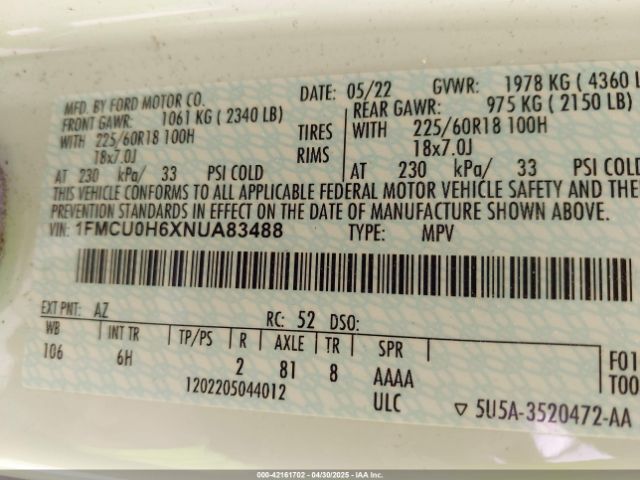 MFD. BY FORD MOTOR CO. DATE: 05/22 GVWR: 1978 KG ( 4360 L
FRONT GAWR: 1061 KG ( 2340 LB) REAR GAWR: 975 KG ( 2150 LB)
WITH 225/60R18 100H TIRES WITH 225/60R18 100H
18x7.0J RIMS 18x7.0J
AT 230 kPa/ 33 PSI COLD AT 230 kPa/ 33 PSI COLD
THIS VEHICLE CONFORMS TO ALL APPLICABLE FEDERAL MOTOR VEHICLE SAFETY AND THE
PREVENTION STANDARDS IN EFFECT ON THE DATE OF MANUFACTURE SHOWN ABOVE.
VIN: 1FMCU0H6XNUA83488 TYPE: MPV
EXT PNT: AZ RC: 52 DSO:
WB INT TR TP/PS R AXLE TR SPR
106 6H 2 81 8 AAAA F01
1202205044012 ULC T00
▽ 5U5A-3520472-AA
000-42161702 - 04/30/2025 - IAAI.CA